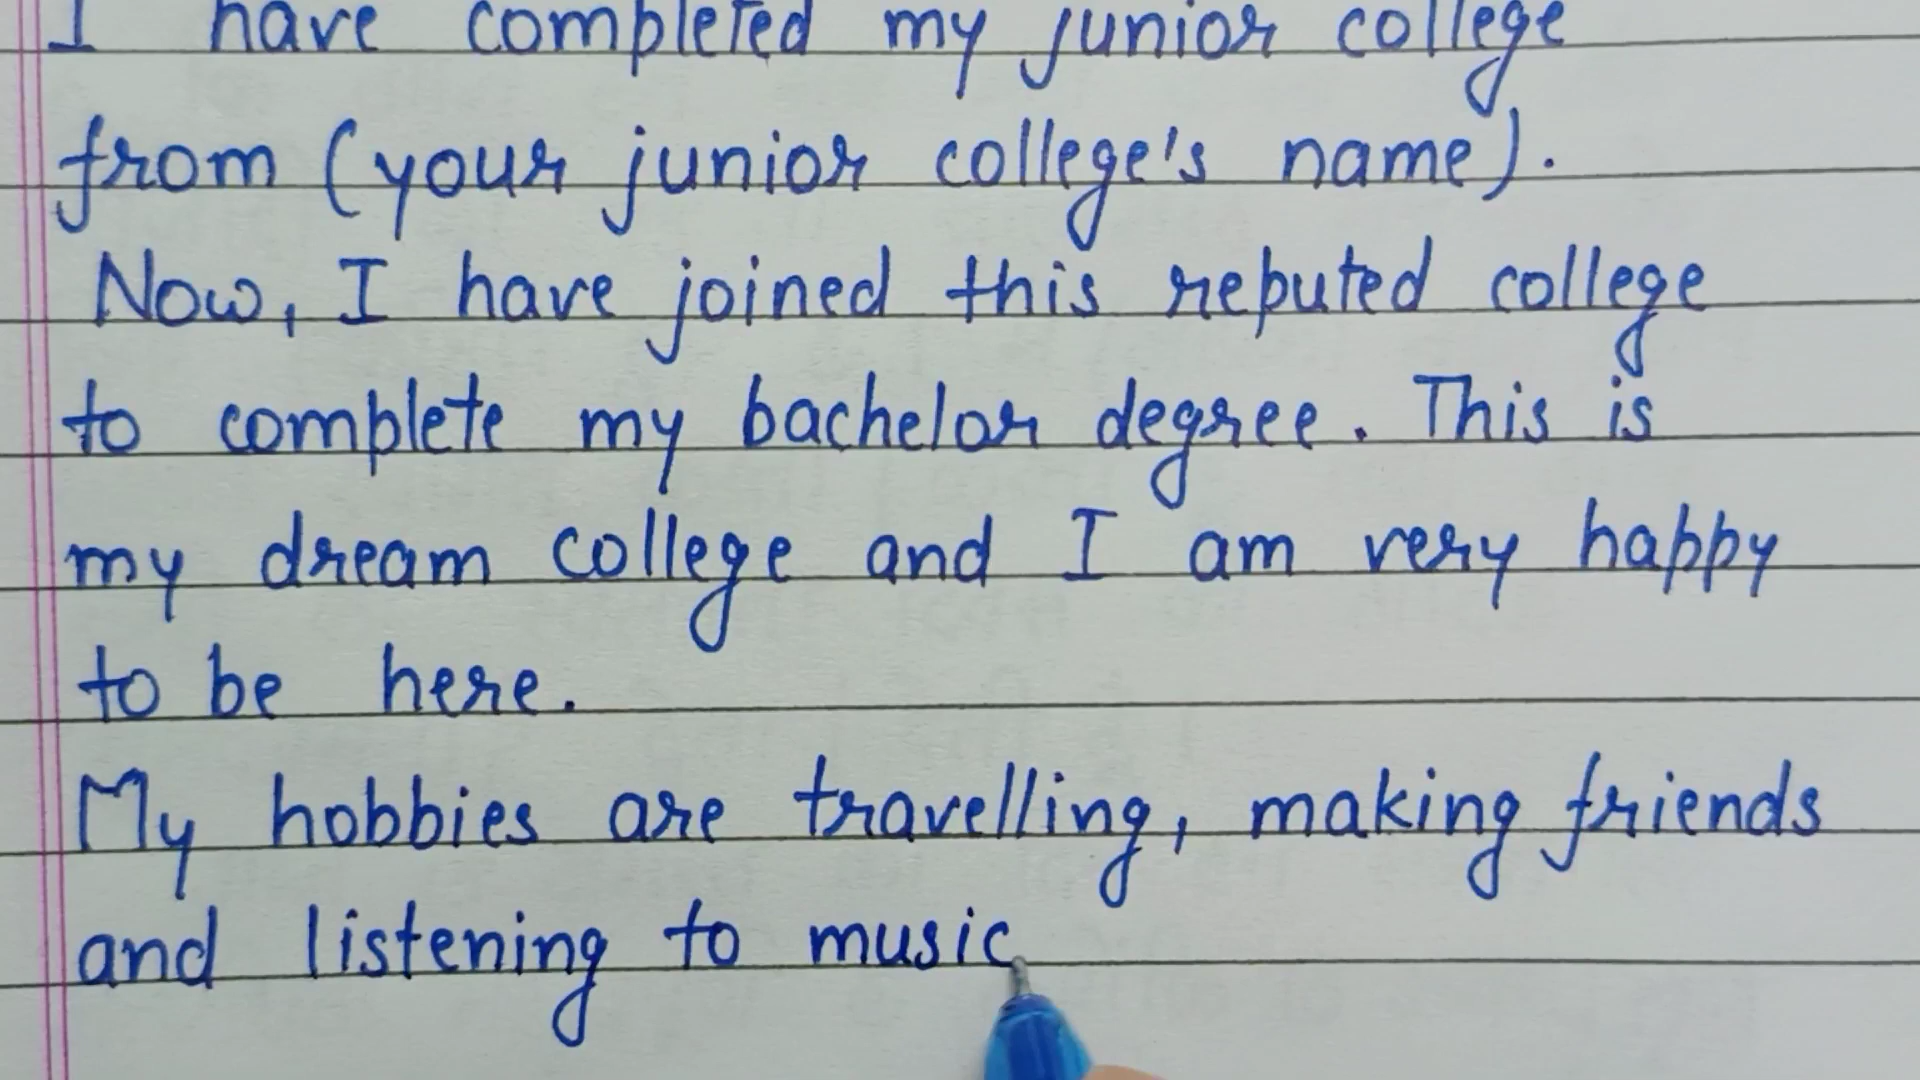 I have completed my junior college
from (your junior college's name).
Now, I have joined this reputed college
to complete my bachelor degree. This is
my dream college and I am very happy
to be here.
My hobbies are travelling, making friends
and listening to music